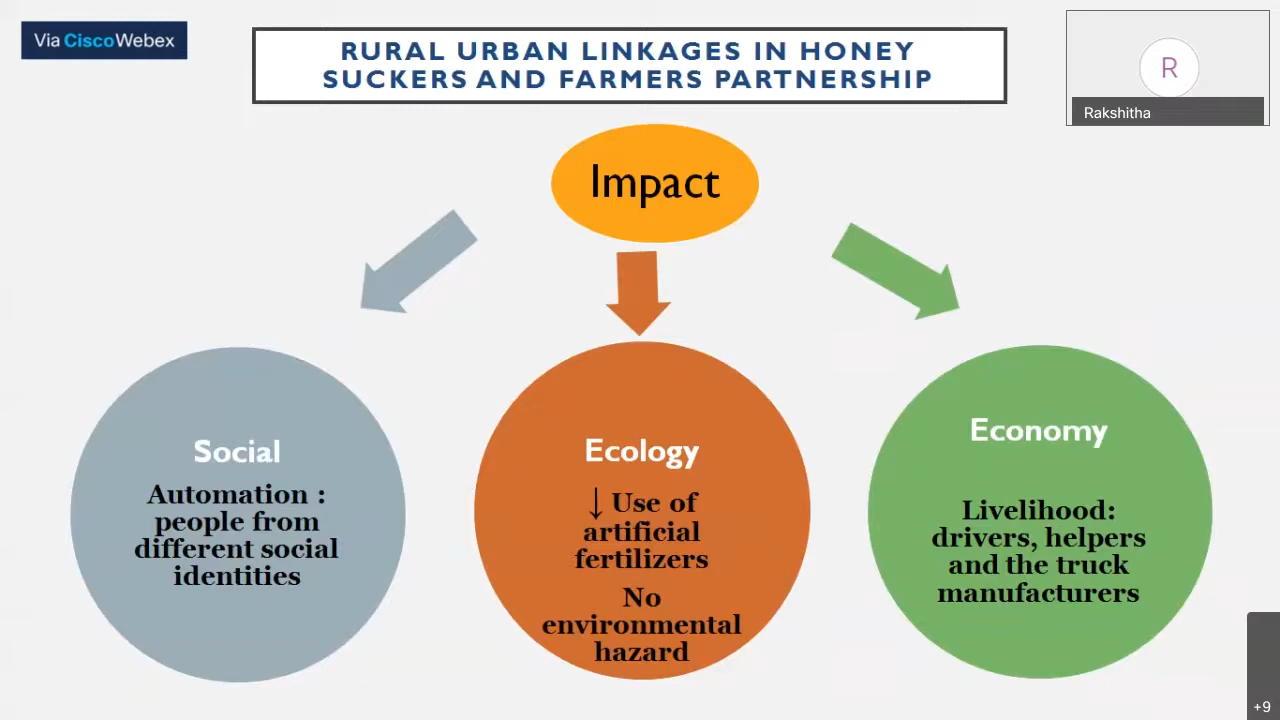 Via CiscoWebex
RURAL URBAN LINKAGES IN HONEY
SUCKERS AND FARMERS PARTNERSHIP
R
Rakshitha
Impact
Social
Automation :
people from
different social
identities
Ecology
↓ Use of
artificial
fertilizers
No
environmental
hazard
Economy
Livelihood:
drivers, helpers
and the truck
manufacturers
+9